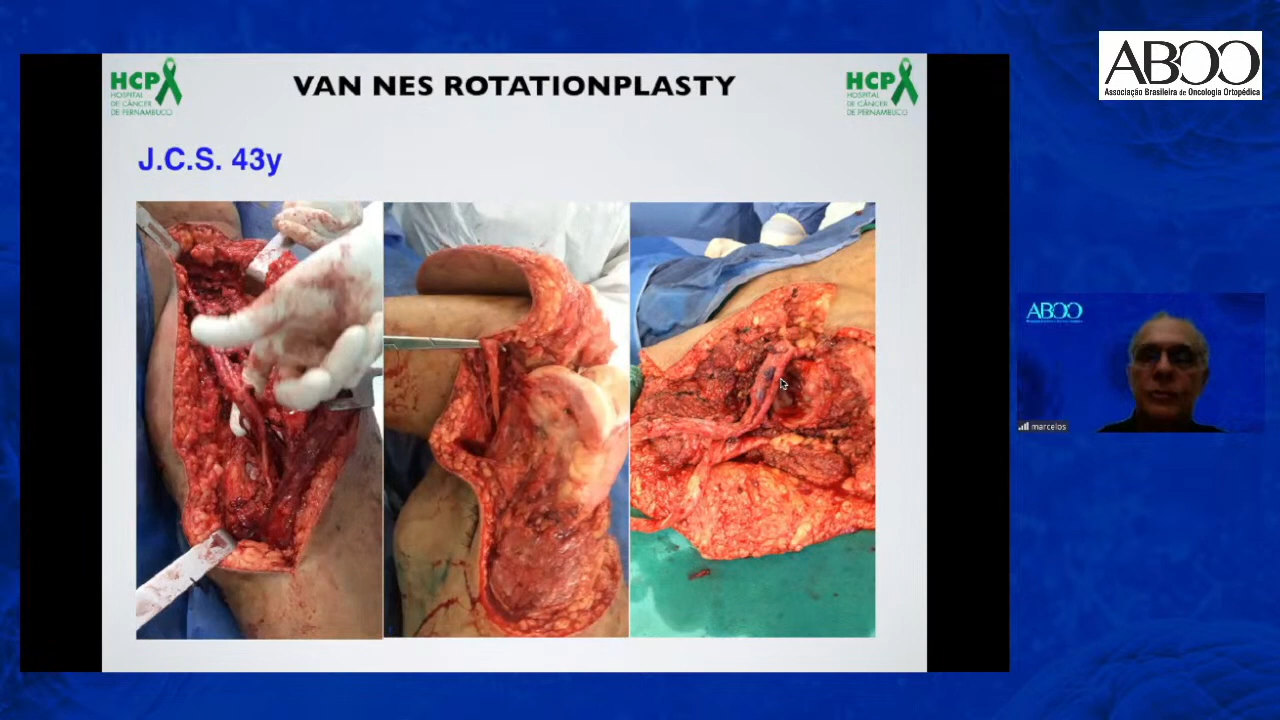 HCP
HOSPITAL
DE CÂNCER
DE PERNAMBUCO
VAN NES ROTATIONPLASTY
HCP
HOSPITAL
DE CÂNCER
DE PERNAMBUCO
J.C.S. 43y
ABOO
Associação Brasileira de Oncologia Ortopédica
ABOO
marcelos